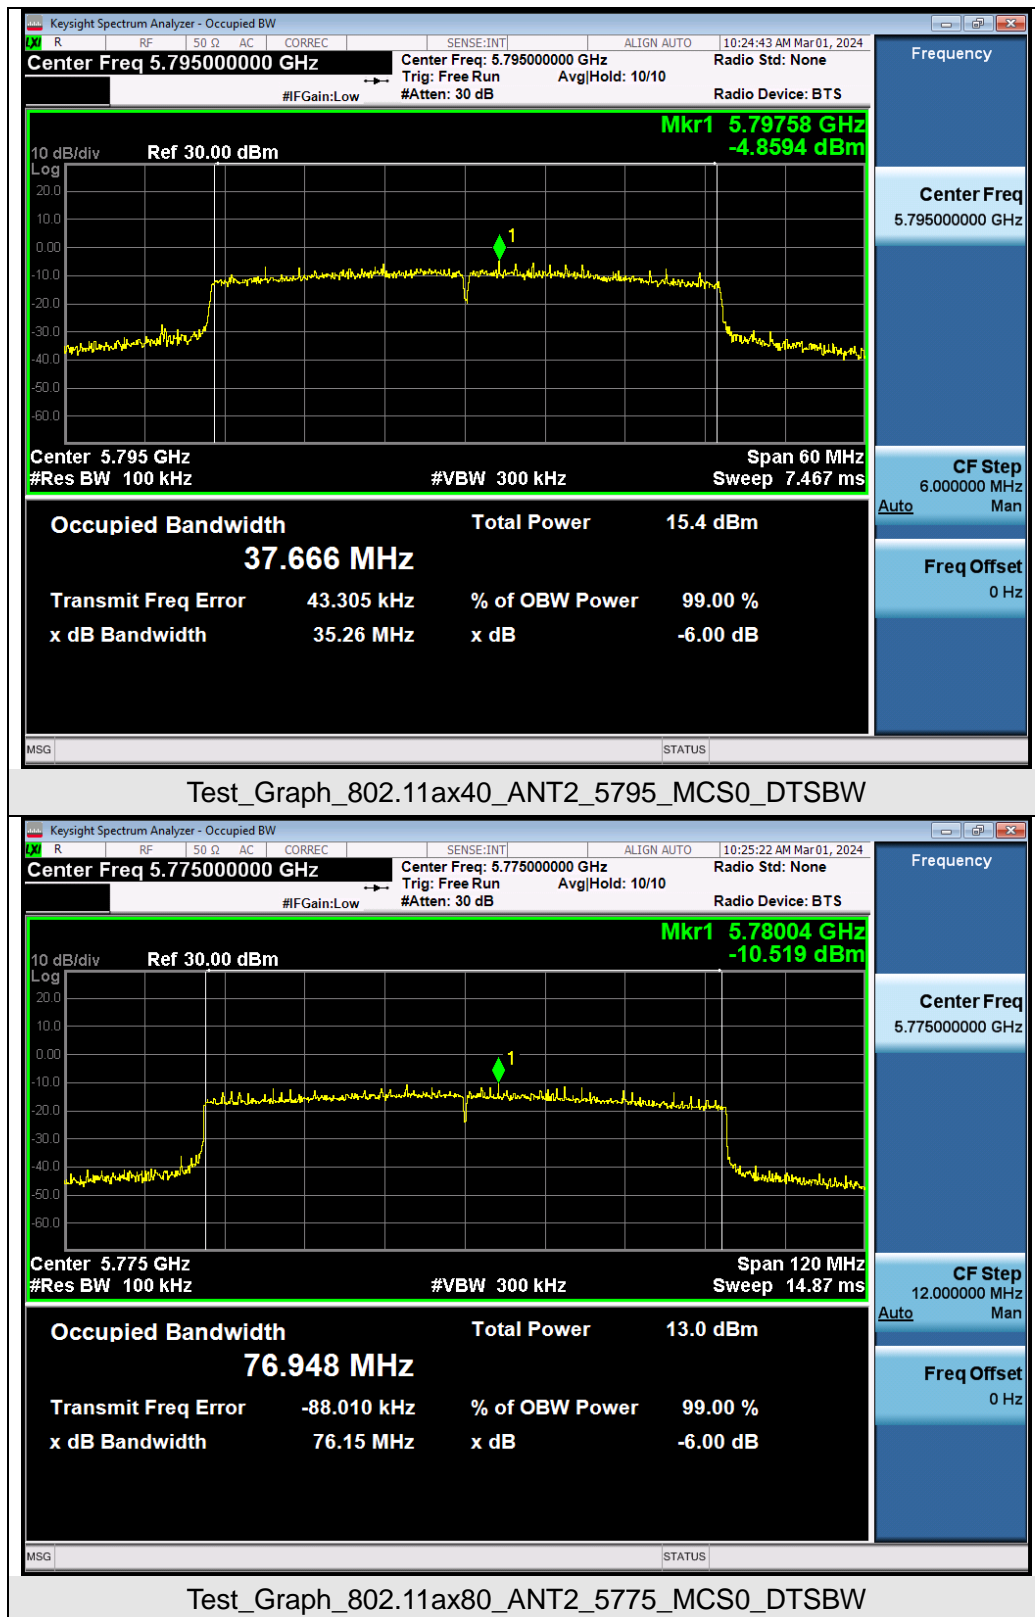 Keysight Spectrum Analyzer - Occupied BW
LXI R RF 50 Ω AC CORREC SENSE:INT ALIGN AUTO 10:24:43 AM Mar 01, 2024
Center Freq 5.795000000 GHz Center Freq: 5.795000000 GHz Radio Std: None
Trig: Free Run Avg|Hold: 10/10
#IFGain:Low #Atten: 30 dB Radio Device: BTS
Frequency
Mkr1 5.79758 GHz
-4.8594 dBm
10 dB/div Ref 30.00 dBm
Log
20.0
10.0
0.00
-10.0
-20.0
-30.0
-40.0
-50.0
-60.0
1
Center 5.795 GHz Span 60 MHz
#Res BW 100 kHz #VBW 300 kHz Sweep 7.467 ms
Center Freq
5.795000000 GHz
CF Step
6.000000 MHz
Auto Man
Freq Offset
0 Hz
Occupied Bandwidth Total Power 15.4 dBm
37.666 MHz
Transmit Freq Error 43.305 kHz % of OBW Power 99.00 %
x dB Bandwidth 35.26 MHz x dB -6.00 dB
MSG STATUS
Test_Graph_802.11ax40_ANT2_5795_MCS0_DTSBW
Keysight Spectrum Analyzer - Occupied BW
LXI R RF 50 Ω AC CORREC SENSE:INT ALIGN AUTO 10:25:22 AM Mar 01, 2024
Center Freq 5.775000000 GHz Center Freq: 5.775000000 GHz Radio Std: None
Trig: Free Run Avg|Hold: 10/10
#IFGain:Low #Atten: 30 dB Radio Device: BTS
Frequency
Mkr1 5.78004 GHz
-10.519 dBm
10 dB/div Ref 30.00 dBm
Log
20.0
10.0
0.00
-10.0
-20.0
-30.0
-40.0
-50.0
-60.0
1
Center 5.775 GHz Span 120 MHz
#Res BW 100 kHz #VBW 300 kHz Sweep 14.87 ms
Center Freq
5.775000000 GHz
CF Step
12.000000 MHz
Auto Man
Freq Offset
0 Hz
Occupied Bandwidth Total Power 13.0 dBm
76.948 MHz
Transmit Freq Error -88.010 kHz % of OBW Power 99.00 %
x dB Bandwidth 76.15 MHz x dB -6.00 dB
MSG STATUS
Test_Graph_802.11ax80_ANT2_5775_MCS0_DTSBW